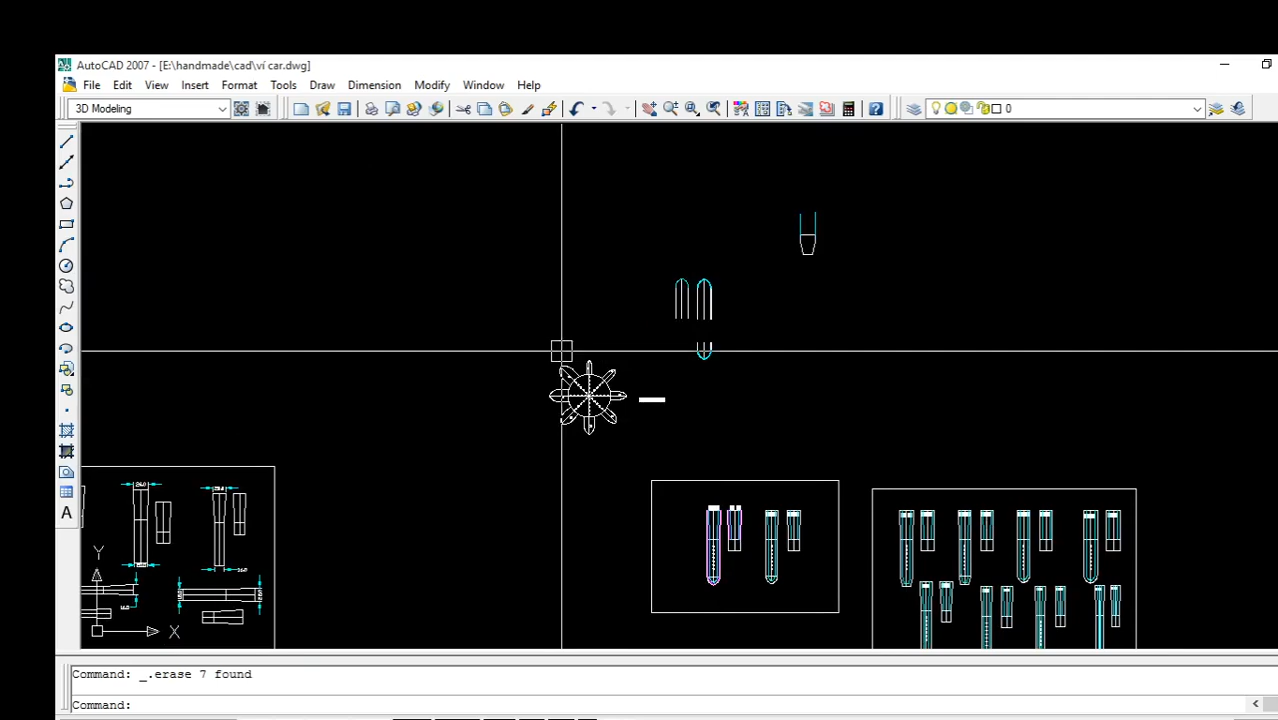 AutoCAD 2007 - [E:\handmade\cad\ví car.dwg]
File Edit View Insert Format Tools Draw Dimension Modify Window Help
3D Modeling
0
A
Y
X
Command: _.erase 7 found
Command: